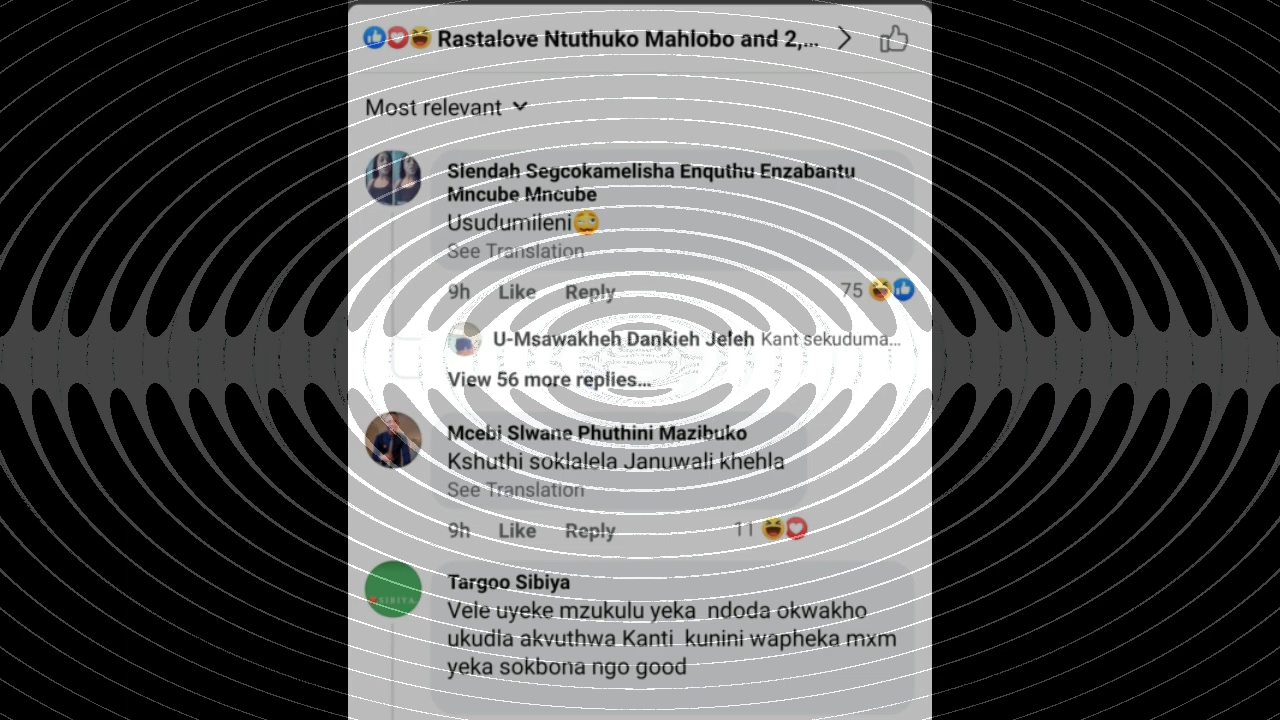 Rastalove Ntuthuko Mahlobo and 2,...
Most relevant
Siendah Segcokamelisha Enquthu Enzabantu
Mncube Mncube
Usudumileni
See Translation
9h Like Reply 75
U-Msawakheh Dankieh Jefeh Kant sekuduma...
View 56 more replies...
Mcebi Slwane Phuthini Mazibuko
Kshuthi soklalela Januwali khehla
See Translation
9h Like Reply 11
SIBIYA
Targoo Sibiya
Vele uyeke mzukulu yeka ndoda okwakho
ukudla akvuthwa Kanti kunini wapheka mxm
yeka sokbona ngo good